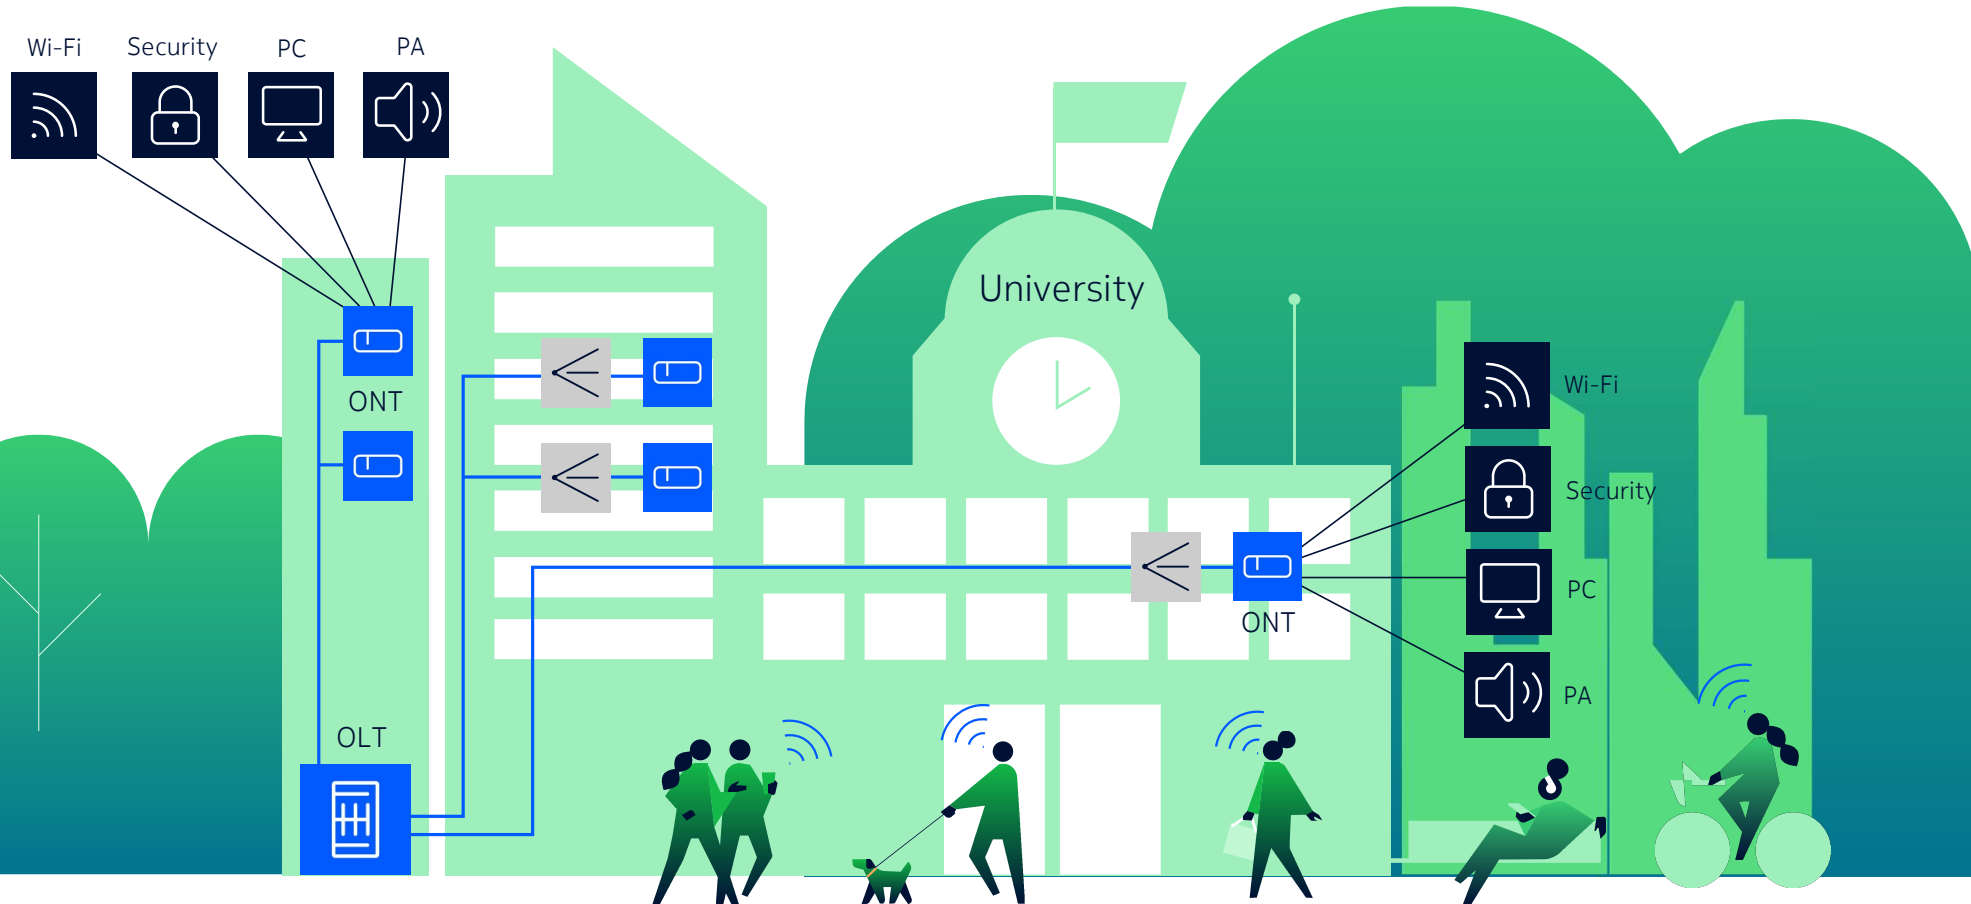 Wi-Fi
Security
PC
PA
University
ONT
Wi-Fi
Security
PC
ONT
PA
OLT